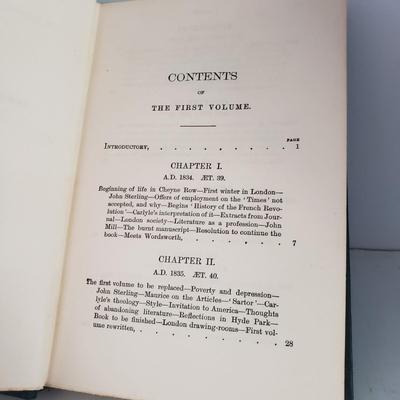 CONTENTS
OF
THE FIRST VOLUME.
PAGE
INTRODUCTORY, . . . . . . . . 1
CHAPTER I.
A.D. 1834. ÆT. 39.
Beginning of life in Cheyne Row—First winter in London—
John Sterling—Offers of employment on the 'Times' not
accepted, and why—Begins 'History of the French Revo-
lution'—Carlyle's interpretation of it—Extracts from Jour-
nal—London society—Literature as a profession—John
Mill—The burnt manuscript—Resolution to continue the
book—Meets Wordsworth, . . . . . . 7
CHAPTER II.
A.D. 1835. ÆT. 40.
The first volume to be replaced—Poverty and depression—
John Sterling—Maurice on the Articles—'Sartor'—Car-
lyle's theology—Style—Invitation to America—Thoughts
of abandoning literature—Reflections in Hyde Park—
Book to be finished—London drawing-rooms—First vol-
ume rewritten, . . . . . . . . 28